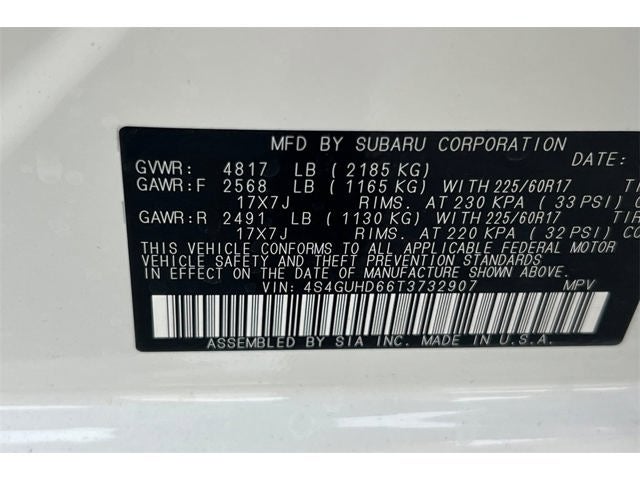 MFD BY SUBARU CORPORATION DATE:
GVWR: 4817 LB (2185 KG)
GAWR:F 2568 LB (1165 KG) WITH 225/60R17
17X7J RIMS. AT 230 KPA (33 PSI)
GAWR:R 2491 LB (1130 KG) WITH 225/60R17
17X7J RIMS. AT 220 KPA (32 PSI)
THIS VEHICLE CONFORMS TO ALL APPLICABLE FEDERAL MOTOR
VEHICLE SAFETY AND THEFT PREVENTION STANDARDS
IN EFFECT ON THE DATE OF MANUFACTURE SHOWN ABOVE.
VIN: 4S4GUHD66T3732907 MPV
ASSEMBLED BY SIA INC. MADE IN U.S.A.